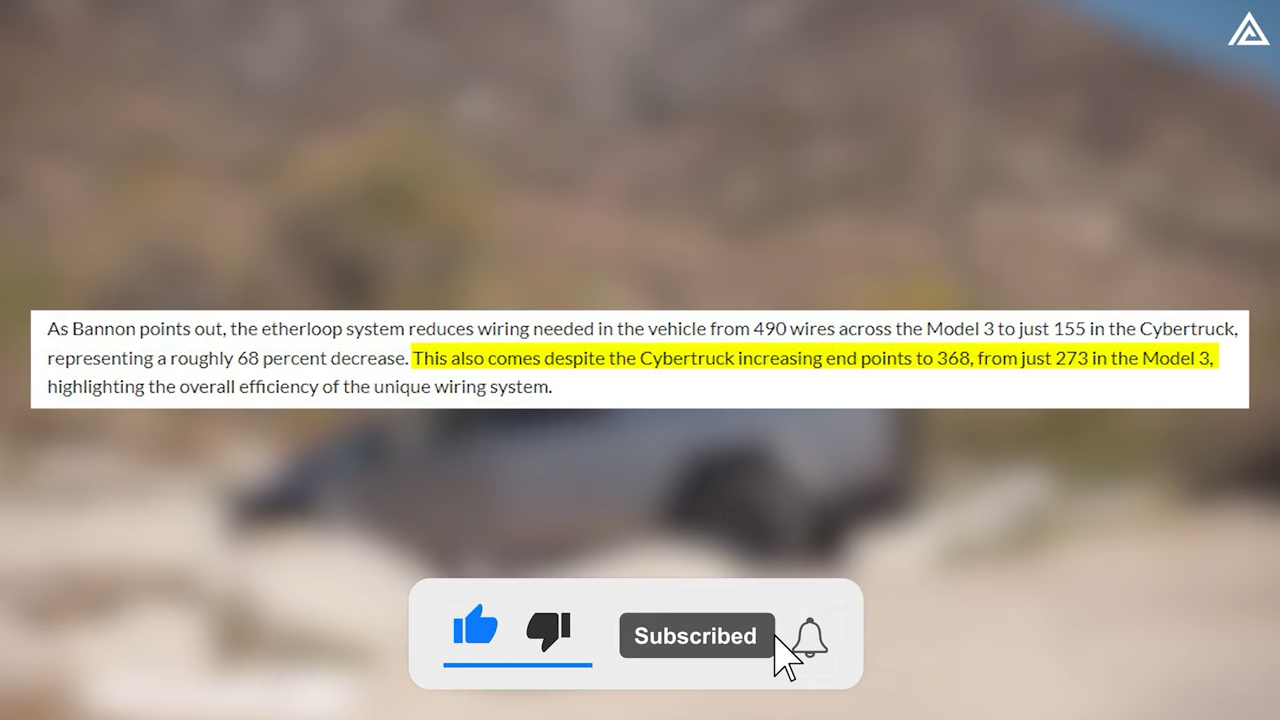 As Bannon points out, the etherloop system reduces wiring needed in the vehicle from 490 wires across the Model 3 to just 155 in the Cybertruck,
representing a roughly 68 percent decrease. This also comes despite the Cybertruck increasing end points to 368, from just 273 in the Model 3,
highlighting the overall efficiency of the unique wiring system.
Subscribed